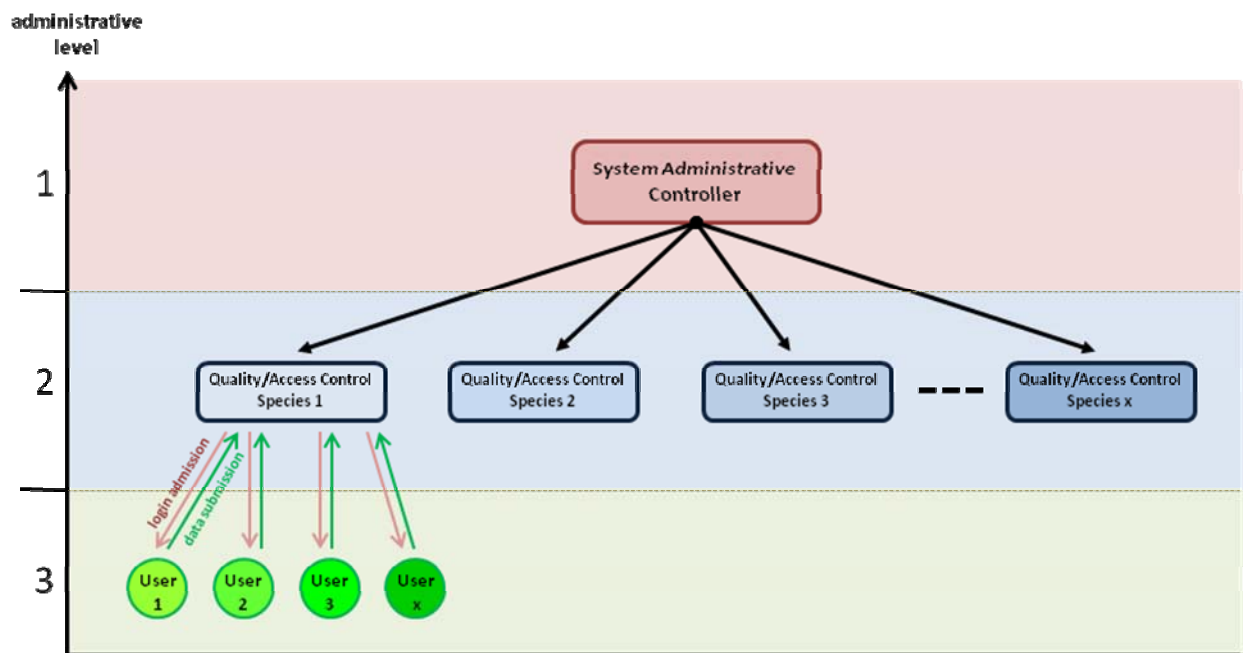 administrative
level
1
System Administrative
Controller
2
Quality/Access Control
Species 1
Quality/Access Control
Species 2
Quality/Access Control
Species 3
Quality/Access Control
Species x
login admission
data submission
3
User
1
User
2
User
3
User
x